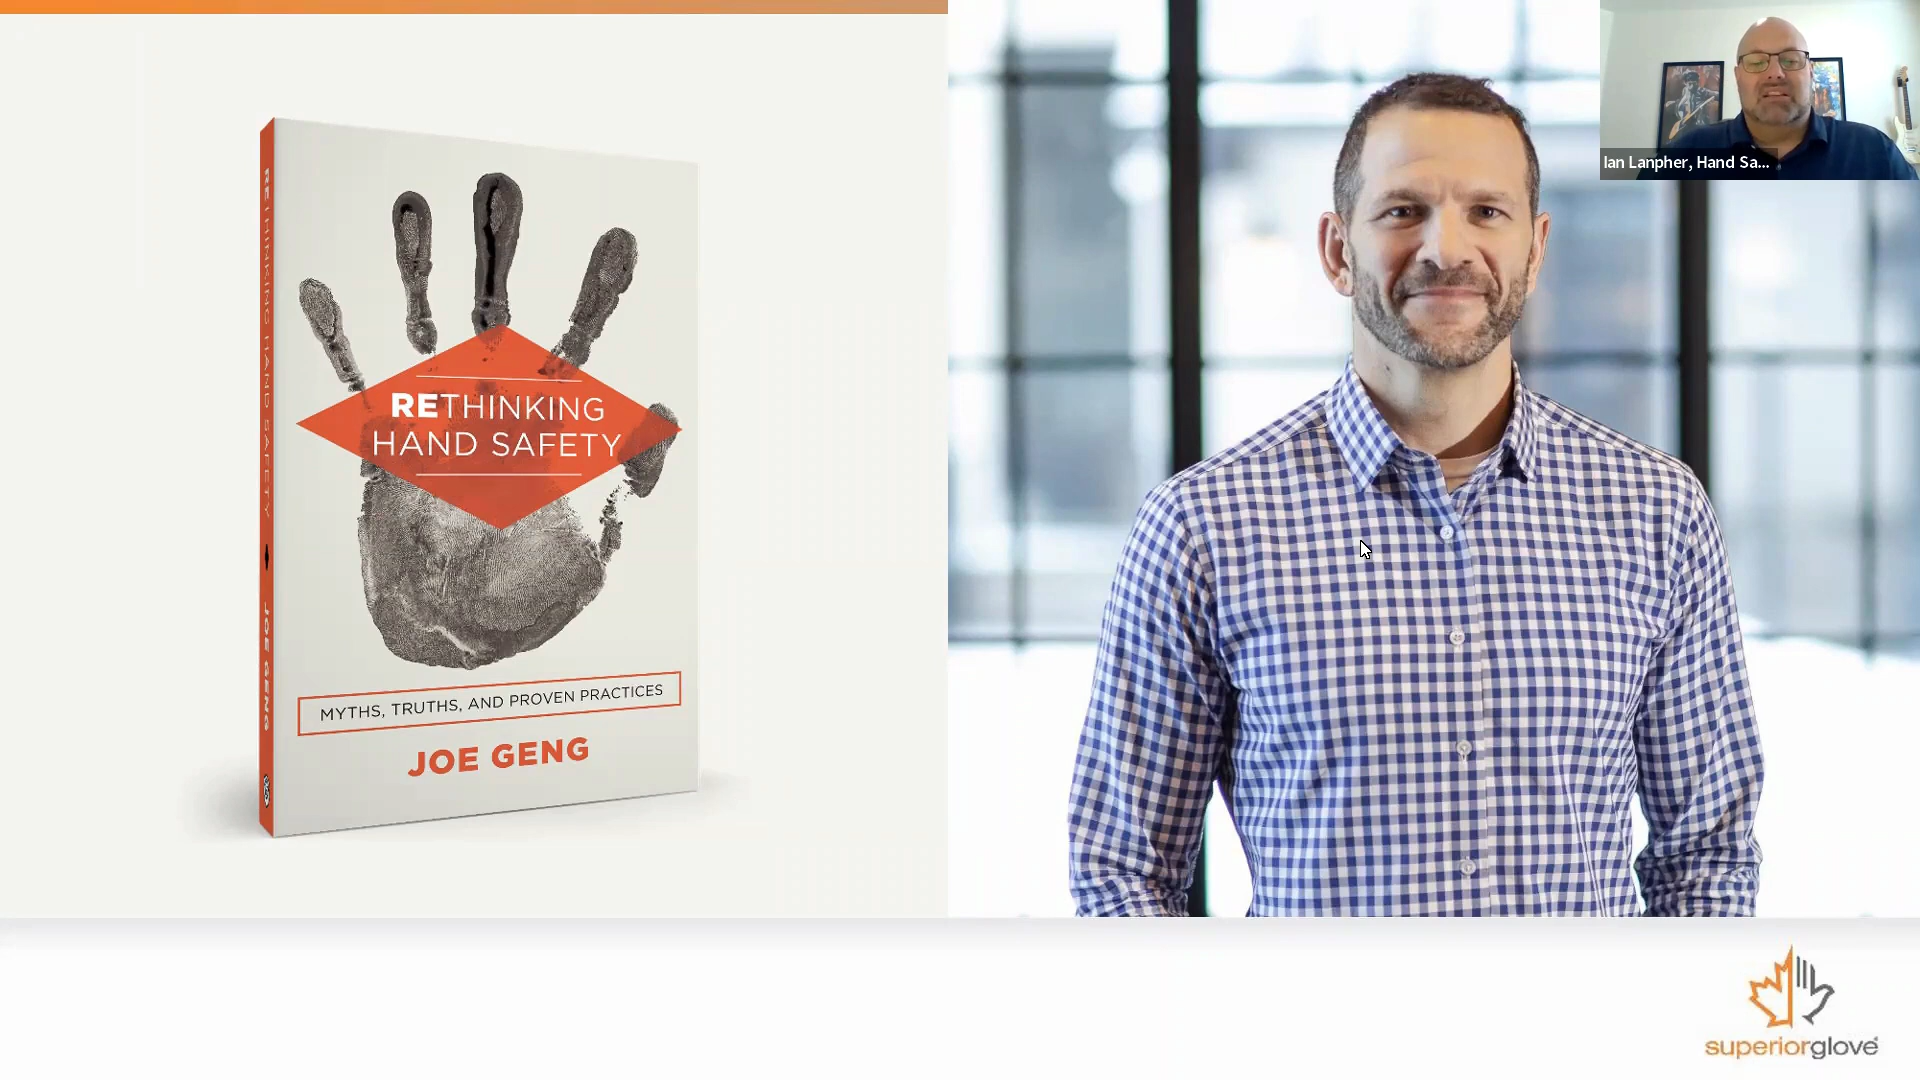 RETHINKING HAND SAFETY JOE GENG
RETHINKING
HAND SAFETY
MYTHS, TRUTHS, AND PROVEN PRACTICES
JOE GENG
Ian Lanpher, Hand Sa...
superiorglove